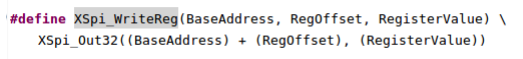 #define XSpi_WriteReg(BaseAddress, RegOffset, RegisterValue) \
XSpi_Out32((BaseAddress) + (RegOffset), (RegisterValue))